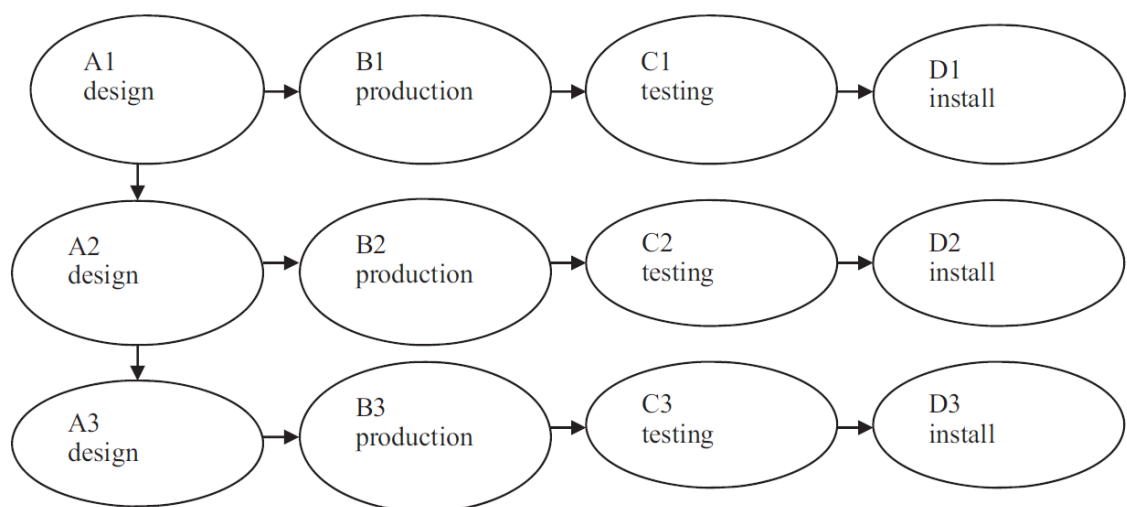 A1
design
B1
production
C1
testing
D1
install
A2
design
B2
production
C2
testing
D2
install
A3
design
B3
production
C3
testing
D3
install